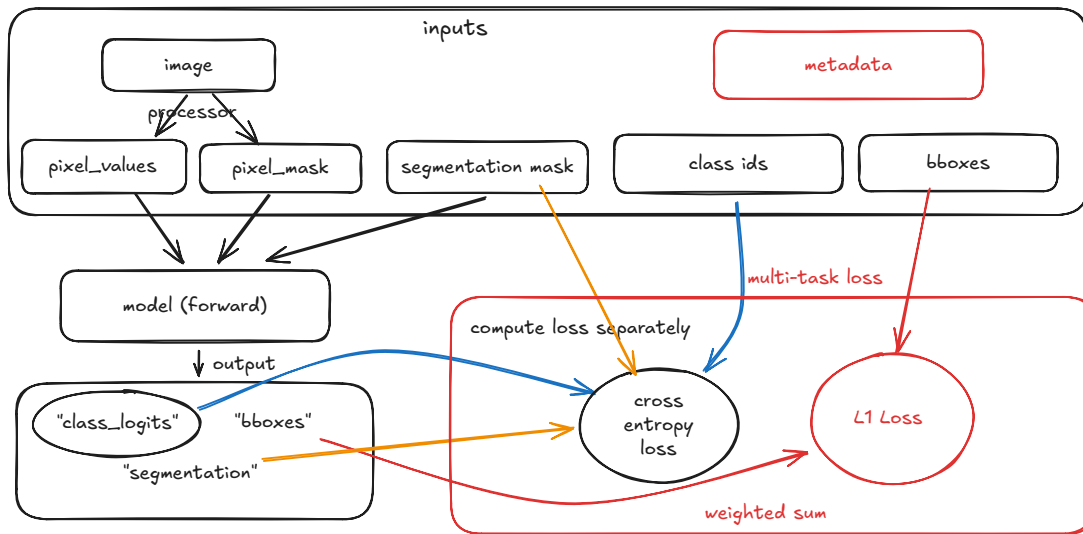 inputs
image
metadata
processor
pixel_values
pixel_mask
segmentation mask
class ids
bboxes
multi-task loss
model (forward)
compute loss separately
output
"class_logits"
"bboxes"
"segmentation"
cross
entropy
loss
L1 Loss
weighted sum